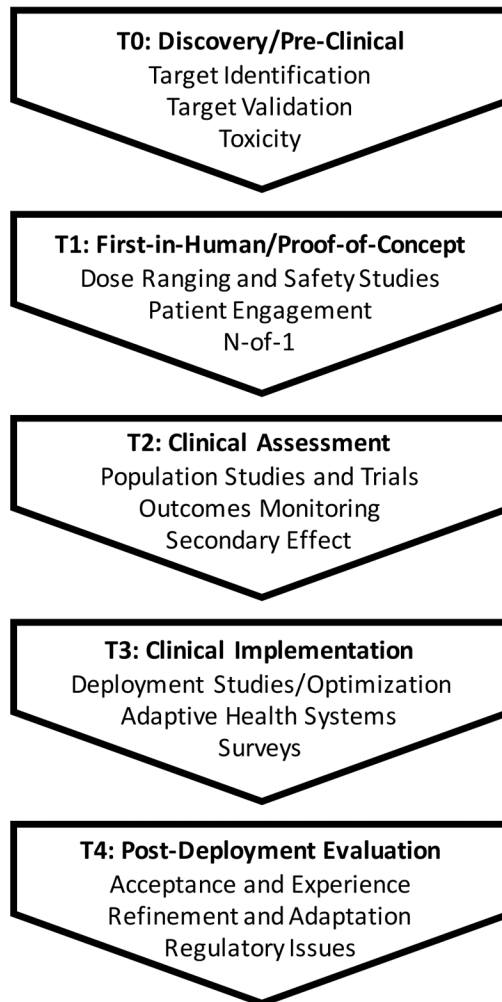 T0: Discovery/Pre-Clinical
Target Identification
Target Validation
Toxicity
T1: First-in-Human/Proof-of-Concept
Dose Ranging and Safety Studies
Patient Engagement
N-of-1
T2: Clinical Assessment
Population Studies and Trials
Outcomes Monitoring
Secondary Effect
T3: Clinical Implementation
Deployment Studies/Optimization
Adaptive Health Systems
Surveys
T4: Post-Deployment Evaluation
Acceptance and Experience
Refinement and Adaptation
Regulatory Issues